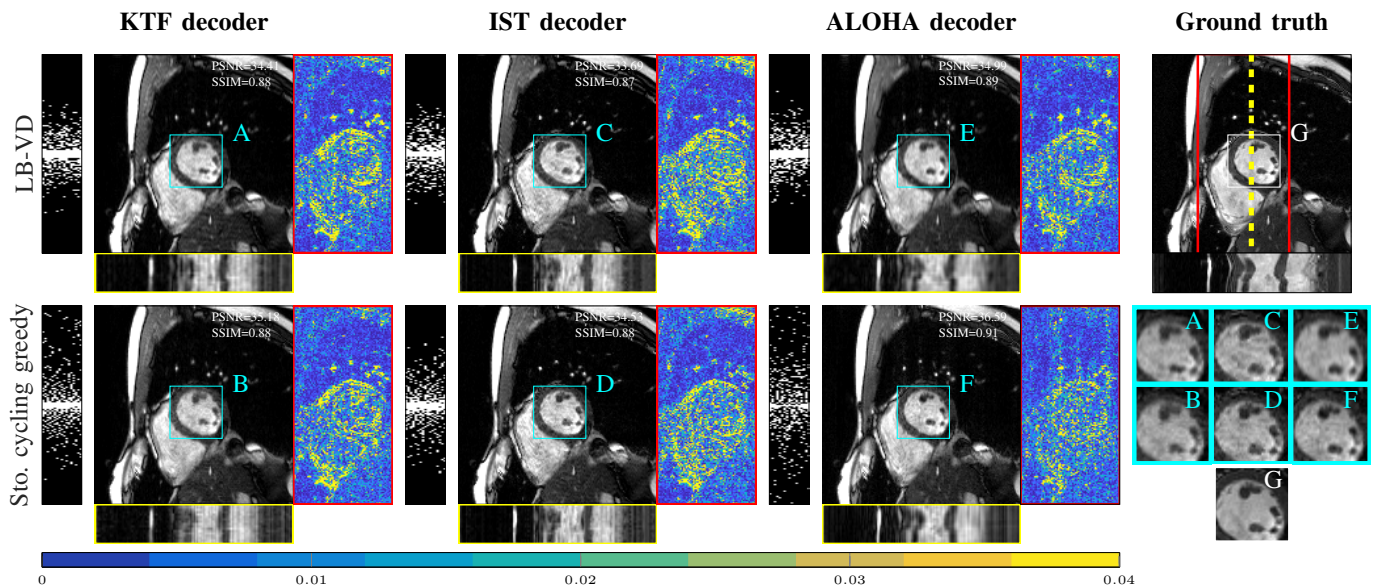 KTF decoder IST decoder ALOHA decoder Ground truth
LB-VD
PSNR=34.41
SSIM=0.88
A
PSNR=33.69
SSIM=0.87
C
PSNR=34.99
SSIM=0.89
E
G
Sto. cycling greedy
PSNR=35.18
SSIM=0.88
B
PSNR=34.53
SSIM=0.88
D
PSNR=36.59
SSIM=0.91
F
A C E
B D F
G
0 0.01 0.02 0.03 0.04